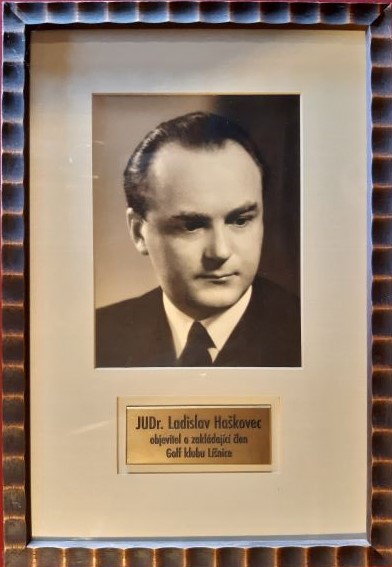 JUDr. Ladislav Haškovec
objevitel a zakládající člen
Golf klubu Líšnice